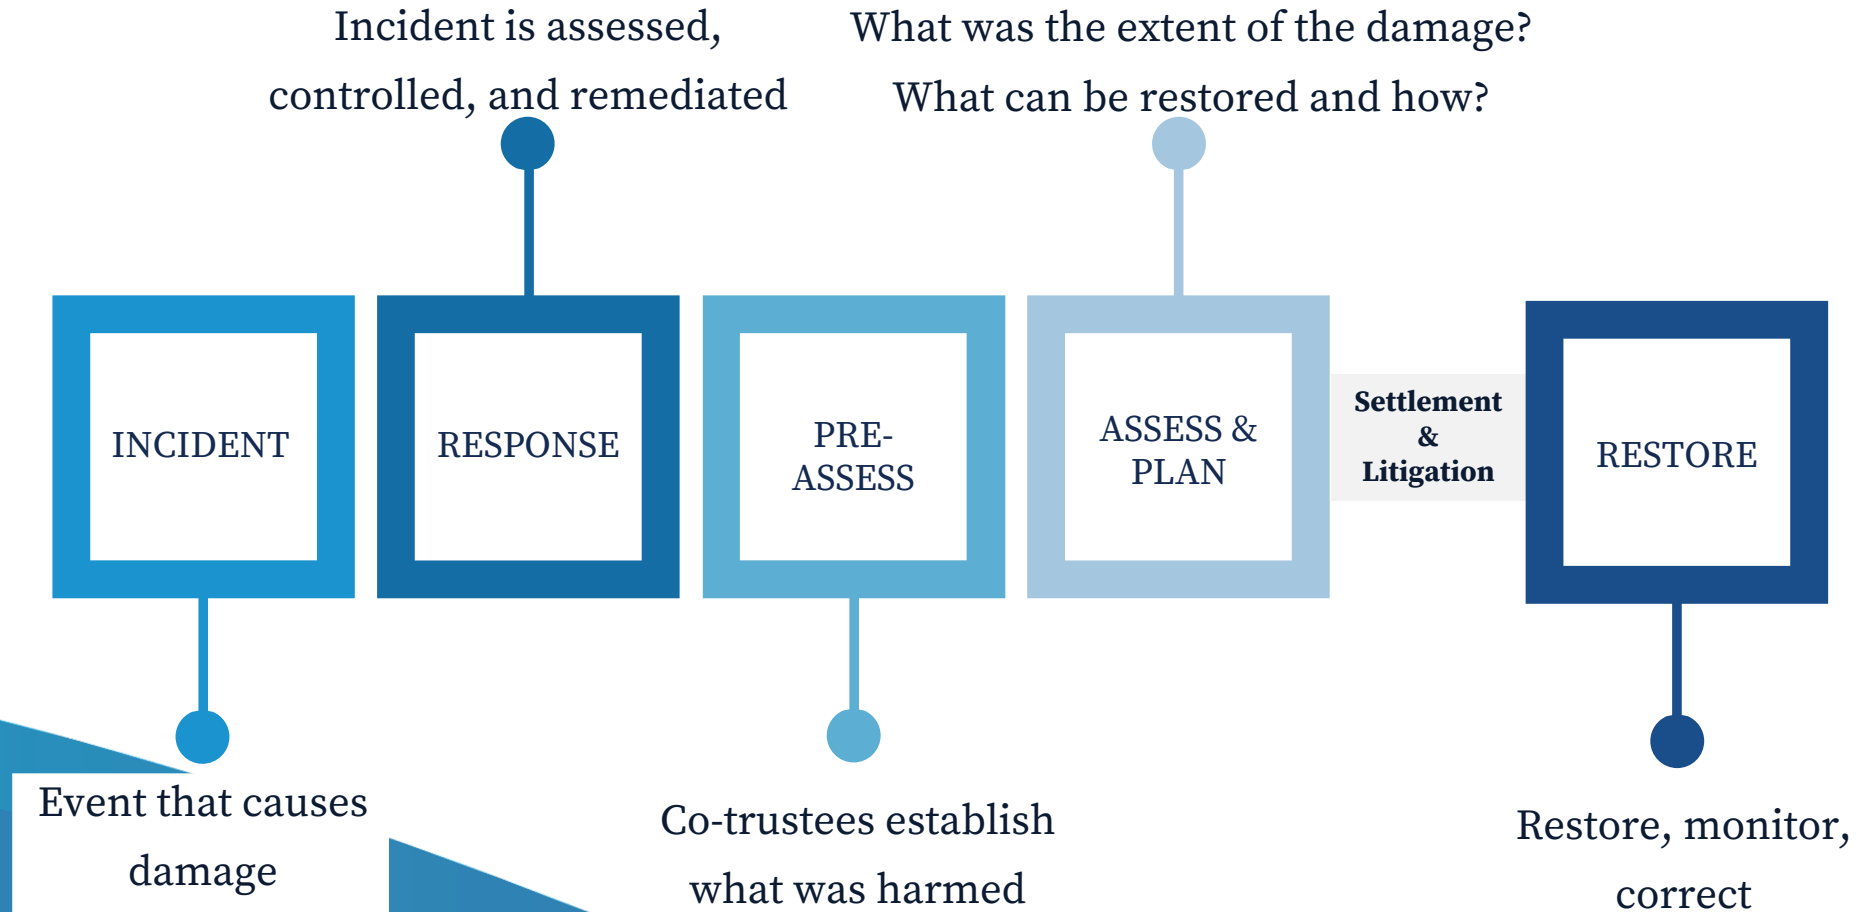 Incident is assessed,
controlled, and remediated
What was the extent of the damage?
What can be restored and how?
INCIDENT
RESPONSE
PRE-
ASSESS
ASSESS &
PLAN
Settlement
&
Litigation
RESTORE
Event that causes
damage
Co-trustees establish
what was harmed
Restore, monitor,
correct